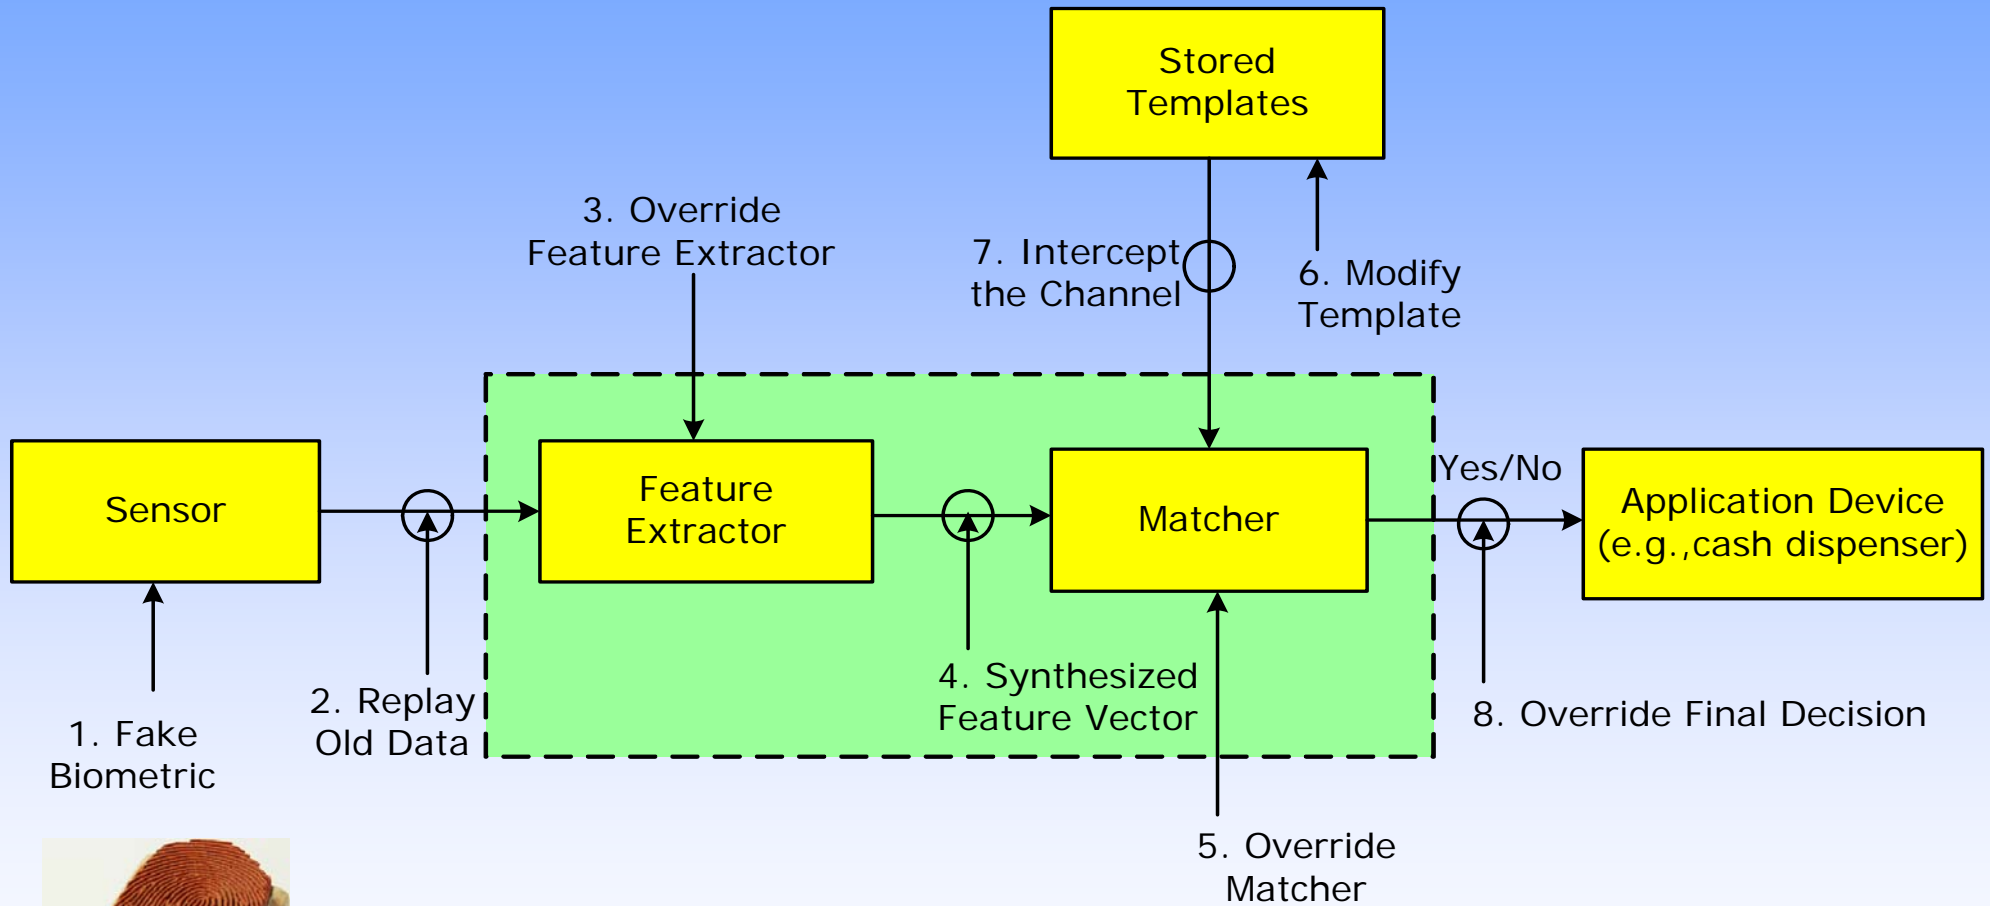 Stored
Templates
3. Override
Feature Extractor
7. Intercept
the Channel
6. Modify
Template
Sensor
Feature
Extractor
Matcher
Yes/No
Application Device
(e.g.,cash dispenser)
1. Fake
Biometric
2. Replay
Old Data
4. Synthesized
Feature Vector
8. Override Final Decision
5. Override
Matcher